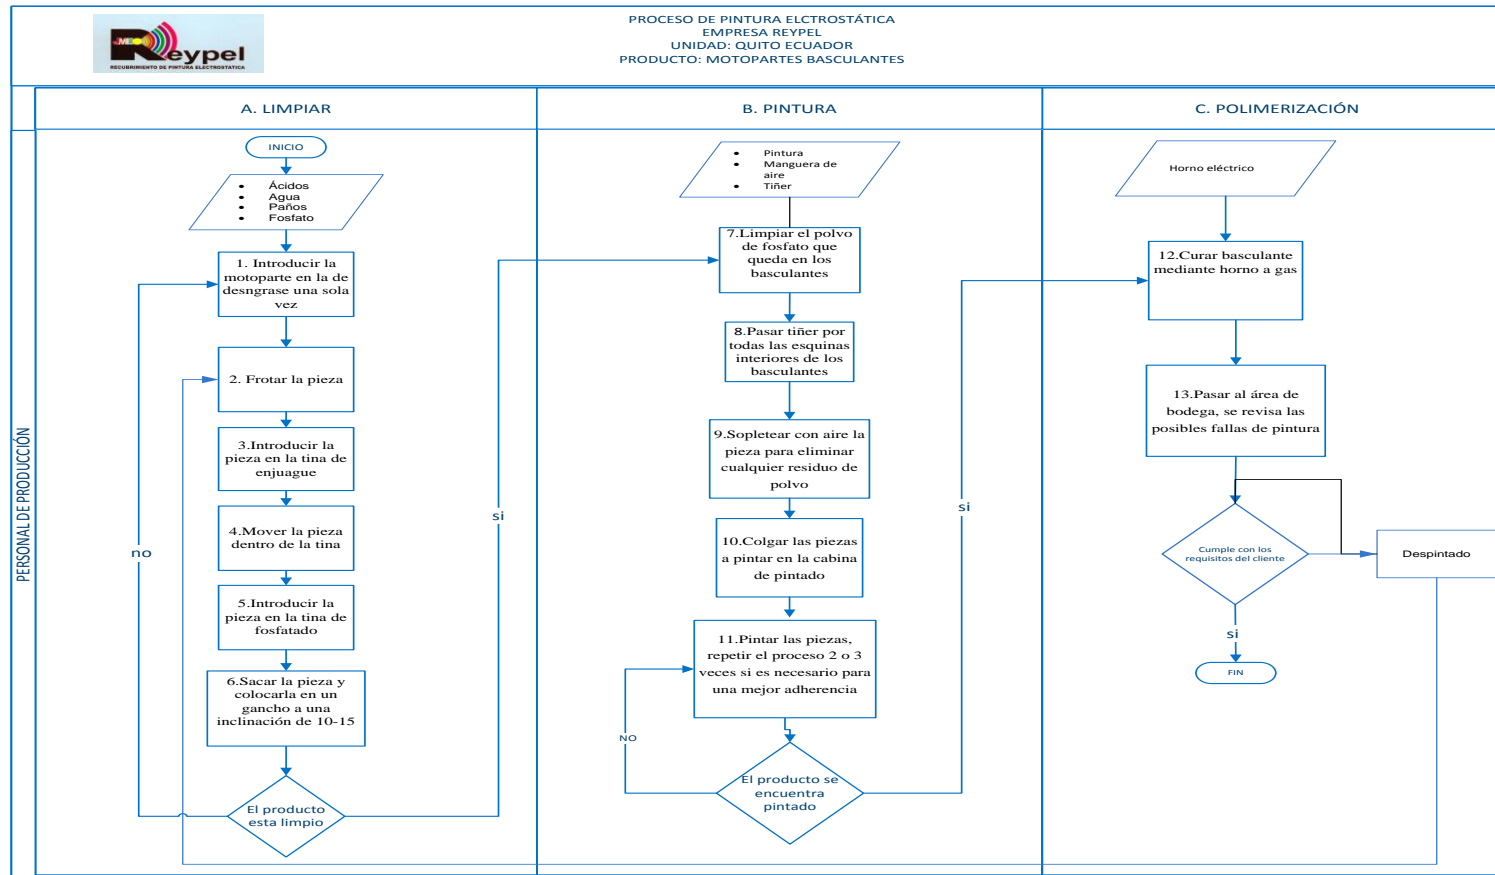 JMB
Reypel
RECUBRIMIENTO DE PINTURA ELECTROSTATICA
PROCESO DE PINTURA ELCTROSTÁTICA
EMPRESA REYPEL
UNIDAD: QUITO ECUADOR
PRODUCTO: MOTOPARTES BASCULANTES
PERSONAL DE PRODUCCIÓN
A. LIMPIAR
INICIO
• Ácidos
• Agua
• Paños
• Fosfato
1. Introducir la
motoparte en la de
desngrase una sola
vez
2. Frotar la pieza
3.Introducir la
pieza en la tina de
enjuague
4.Mover la pieza
dentro de la tina
5.Introducir la
pieza en la tina de
fosfatado
6.Sacar la pieza y
colocarla en un
gancho a una
inclinación de 10-15
El producto
esta limpio
no
si
B. PINTURA
• Pintura
• Manguera de
aire
• Tiñer
7.Limpiar el polvo
de fosfato que
queda en los
basculantes
8.Pasar tiñer por
todas las esquinas
interiores de los
basculantes
9.Sopletear con aire la
pieza para eliminar
cualquier residuo de
polvo
10.Colgar las piezas
a pintar en la cabina
de pintado
11.Pintar las piezas,
repetir el proceso 2 o 3
veces si es necesario para
una mejor adherencia
El producto se
encuentra
pintado
NO
si
C. POLIMERIZACIÓN
Horno eléctrico
12.Curar basculante
mediante horno a gas
13.Pasar al área de
bodega, se revisa las
posibles fallas de pintura
Cumple con los
requisitos del cliente
Despintado
si
FIN